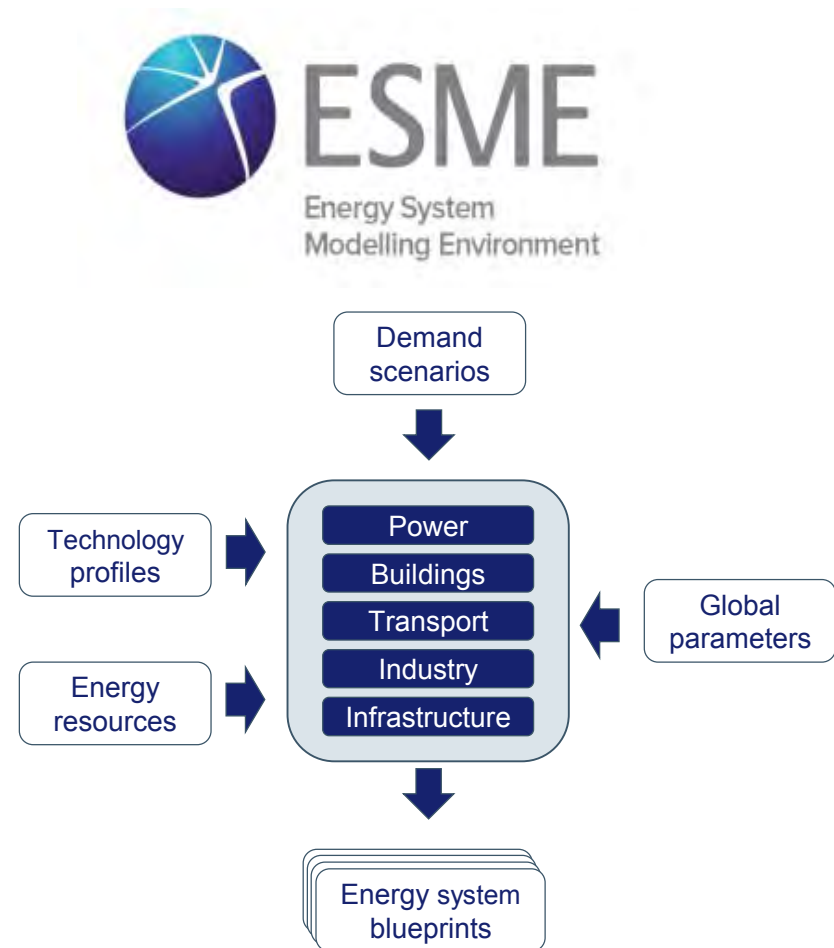 ESME
Energy System
Modelling Environment
Demand
scenarios
Technology
profiles
Energy
resources
Power
Buildings
Transport
Industry
Infrastructure
Global
parameters
Energy system
blueprints